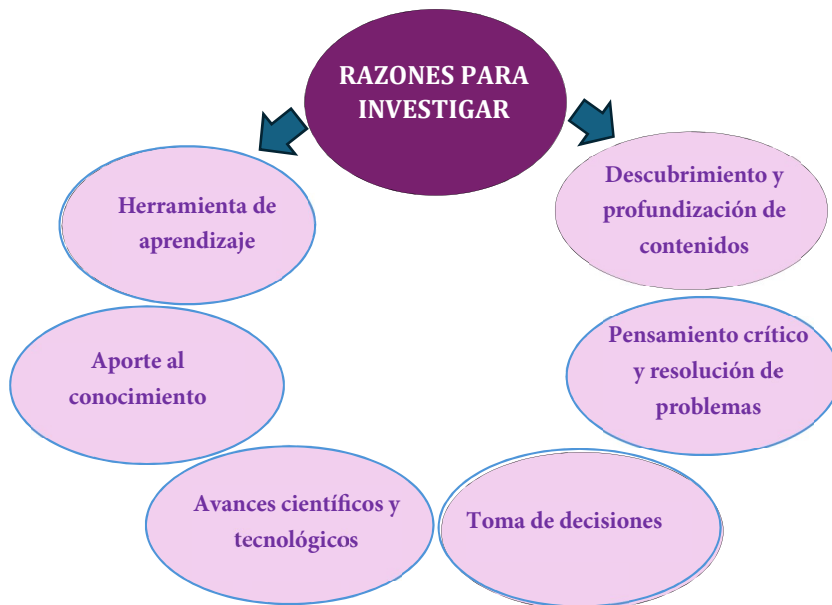 RAZONES PARA
INVESTIGAR
Herramienta de
aprendizaje
Descubrimiento y
profundización de
contenidos
Aporte al
conocimiento
Pensamiento crítico
y resolución de
problemas
Avances científicos y
tecnológicos
Toma de decisiones